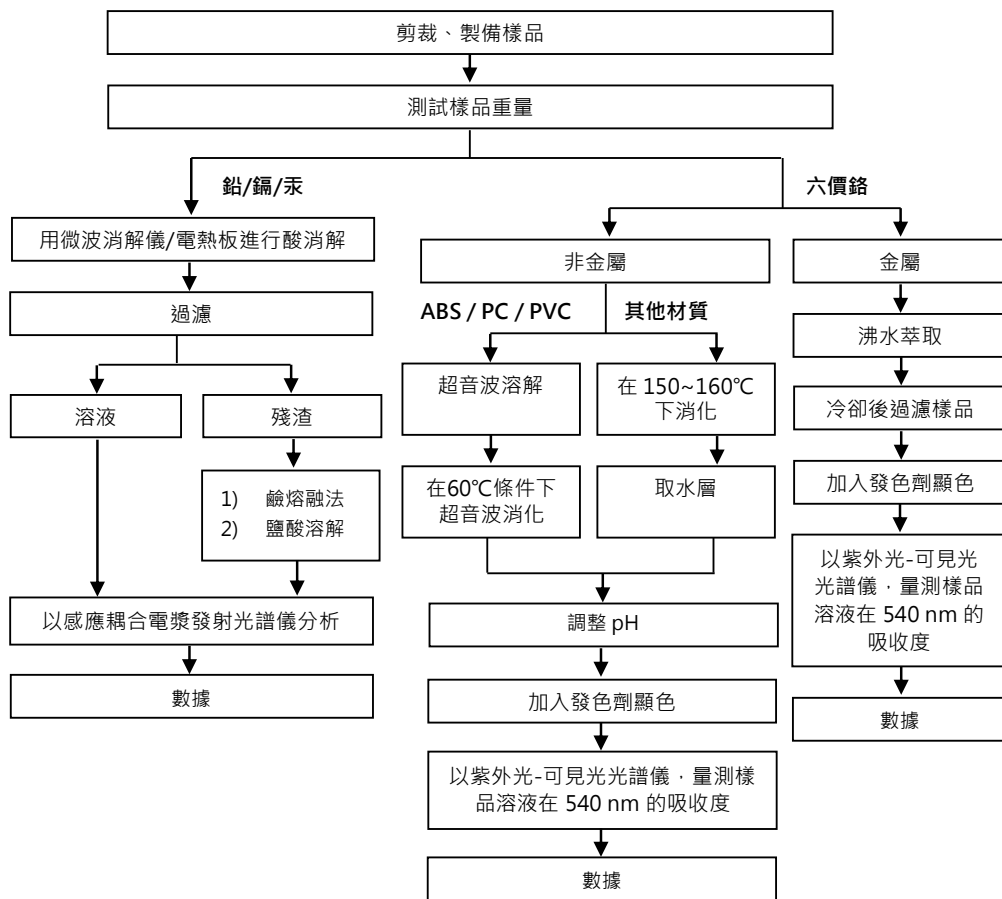 剪裁、製備樣品
測試樣品重量
鉛/鎘/汞
用微波消解儀/電熱板進行酸消解
過濾
溶液
殘渣
1) 鹼熔融法
2) 鹽酸溶解
以感應耦合電漿發射光譜儀分析
數據
六價鉻
非金屬
ABS / PC / PVC
其他材質
超音波溶解
在 150~160℃
下消化
在60℃條件下
超音波消化
取水層
調整 pH
加入發色劑顯色
以紫外光-可見光光譜儀，量測樣
品溶液在 540 nm 的吸收度
數據
金屬
沸水萃取
冷卻後過濾樣品
加入發色劑顯色
以紫外光-可見光
光譜儀，量測樣品
溶液在 540 nm 的
吸收度
數據